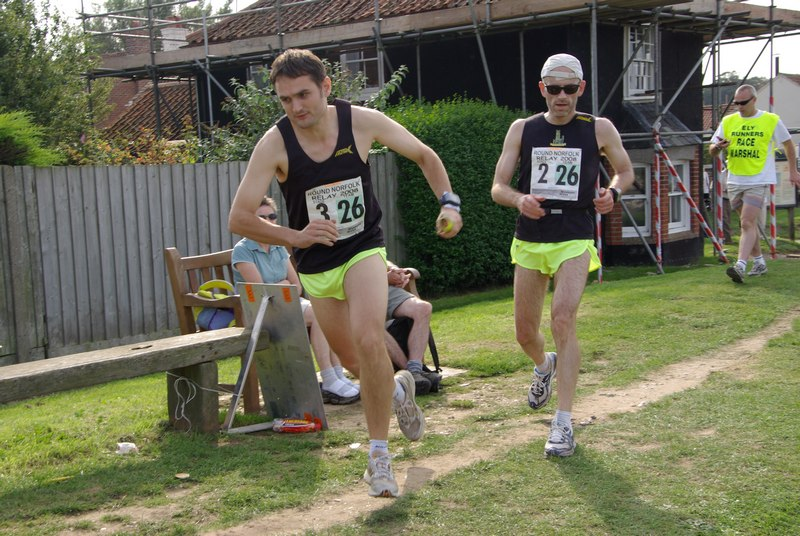 ROUND NORFOLK
RELAY 2008
3 26
ROUND NORFOLK
RELAY 2008
2 26
ELY
RUNNERS
RACE
MARSHAL